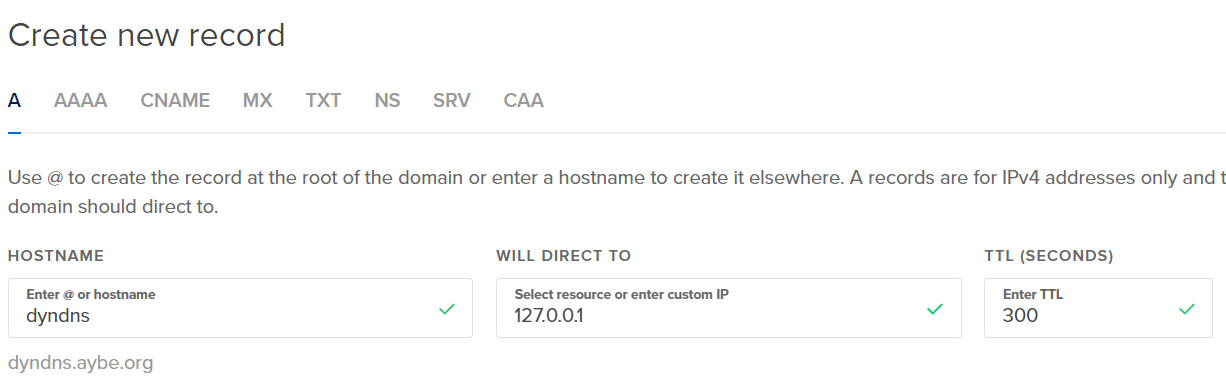 Create new record
A AAAA CNAME MX TXT NS SRV CAA
Use @ to create the record at the root of the domain or enter a hostname to create it elsewhere. A records are for IPv4 addresses only and
domain should direct to.
HOSTNAME WILL DIRECT TO TTL (SECONDS)
Enter @ or hostname Select resource or enter custom IP Enter TTL
dyndns 127.0.0.1 300
dyndns.aybe.org